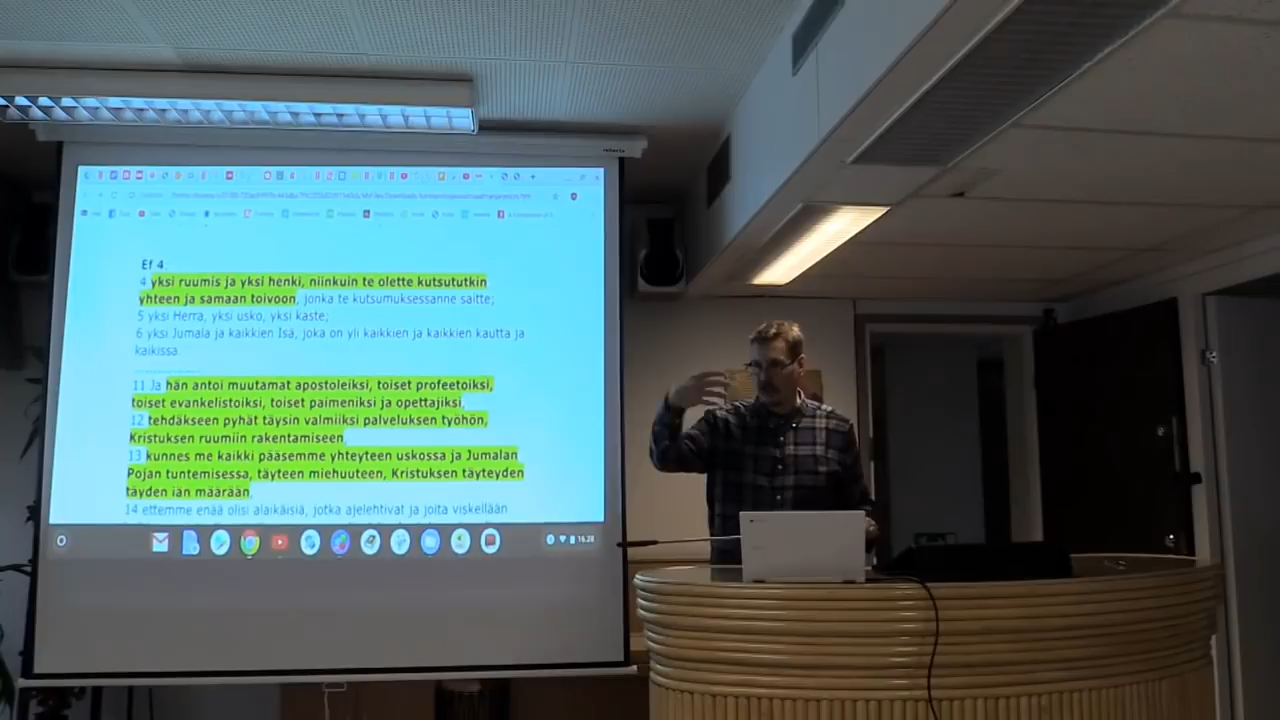 Ef 4
4 yksi ruumis ja yksi henki, niinkuin te olette kutsututkin
yhteen ja samaan toivoon, jonka te kutsumuksessanne saitte;
5 yksi Herra, yksi usko, yksi kaste;
6 yksi Jumala ja kaikkien Isä, joka on yli kaikkien ja kaikkien kautta ja
kaikissa.
11 Ja hän antoi muutamat apostoleiksi, toiset profeetoiksi,
toiset evankelistoiksi, toiset paimeniksi ja opettajiksi,
12 tehdäkseen pyhät täysin valmiiksi palveluksen työhön,
Kristuksen ruumiin rakentamiseen,
13 kunnes me kaikki pääsemme yhteyteen uskossa ja Jumalan
Pojan tuntemisessa, täyteen miehuuteen, Kristuksen täyteyden
täyden iän määrään,
14 ettemme enää olisi alaikäisiä, jotka ajelehtivat ja joita viskellään
16.28